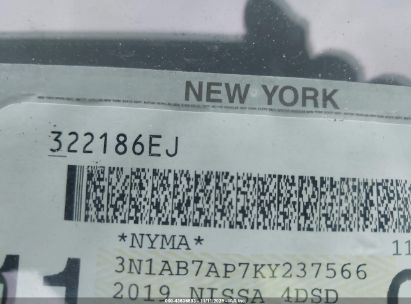 NEW YORK
322186EJ
*NYMA* 11
3N1AB7AP7KY237566
2019 NISSA 4DSD